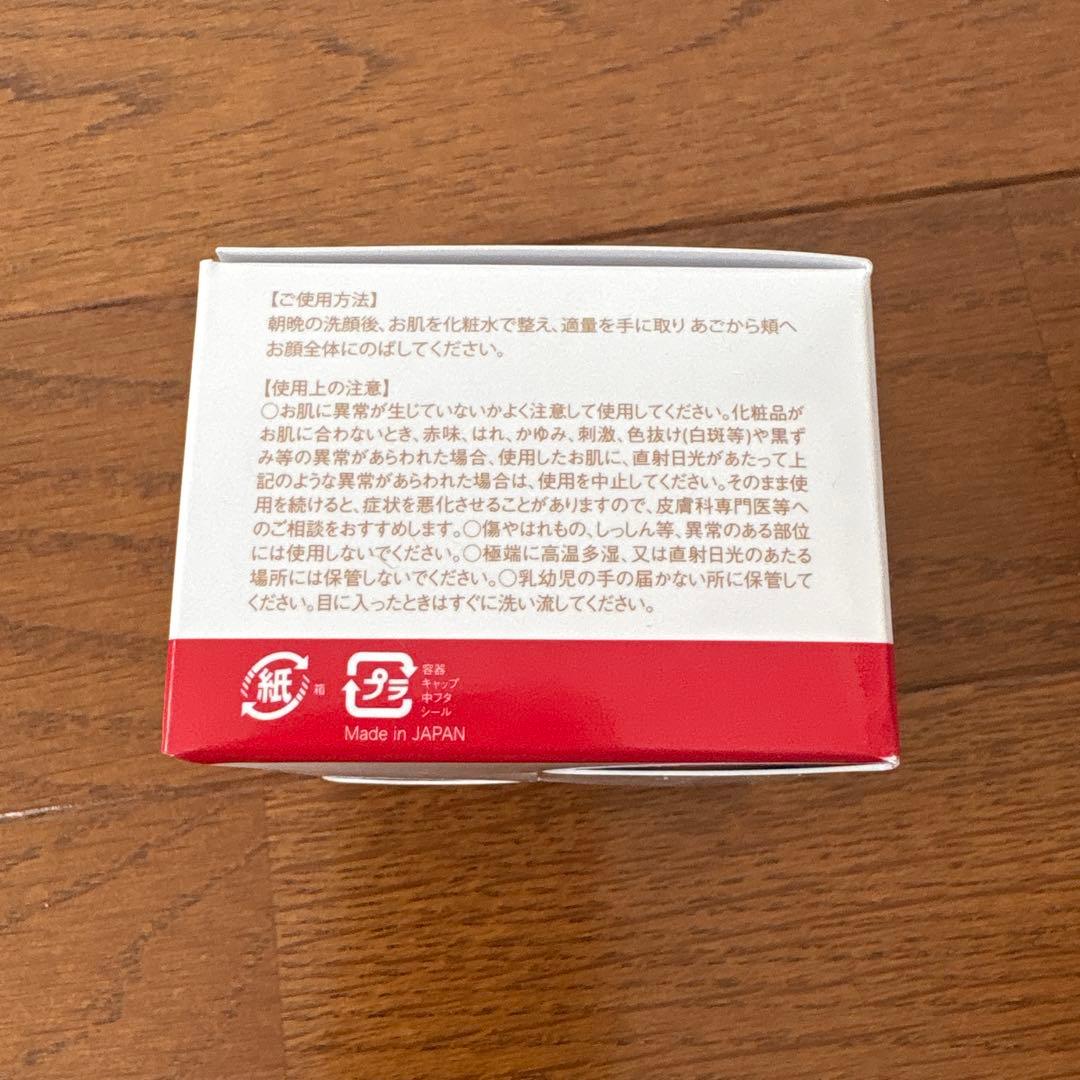 【ご使用方法】
朝晩の洗顔後、お肌を化粧水で整え、適量を手に取り あごから頬へ
お顔全体にのばしてください。
【使用上の注意】
○お肌に異常が生じていないかよく注意して使用してください。化粧品が
お肌に合わないとき、赤味、はれ、かゆみ、刺激、色抜け(白斑等)や黒ず
み等の異常があらわれた場合、使用したお肌に、直射日光があたって上
記のような異常があらわれた場合は、使用を中止してください。そのまま使
用を続けると、症状を悪化させることがありますので、皮膚科専門医等へ
のご相談をおすすめします。○傷やはれもの、しっしん等、異常のある部位
には使用しないでください。○極端に高温多湿、又は直射日光のあたる
場所には保管しないでください。○乳幼児の手の届かない所に保管して
ください。目に入ったときはすぐに洗い流してください。
紙 箱
プラ 容器
キャップ
中フタ
シール
Made in JAPAN